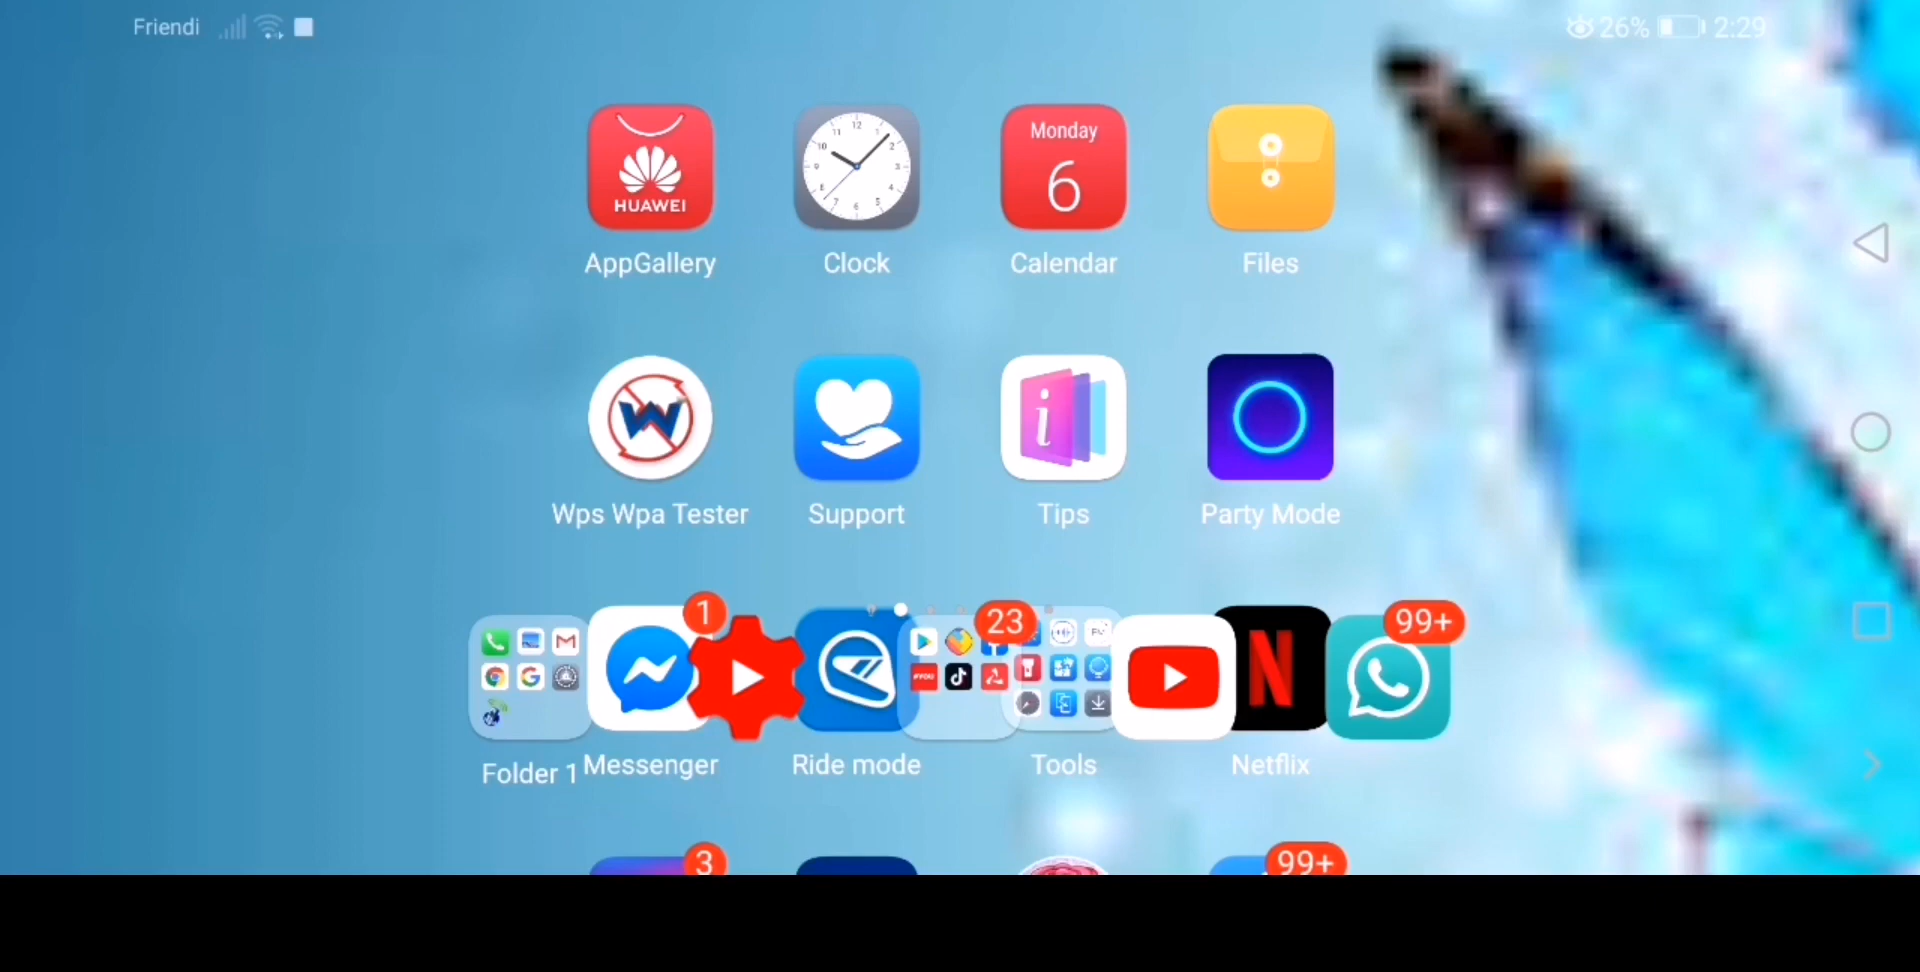 Friendi
26% 2:29
HUAWEI
Monday
6
AppGallery Clock Calendar Files
Wps Wpa Tester Support Tips Party Mode
1
23
99+
Folder 1 Messenger Ride mode Tools Netflix
3
99+